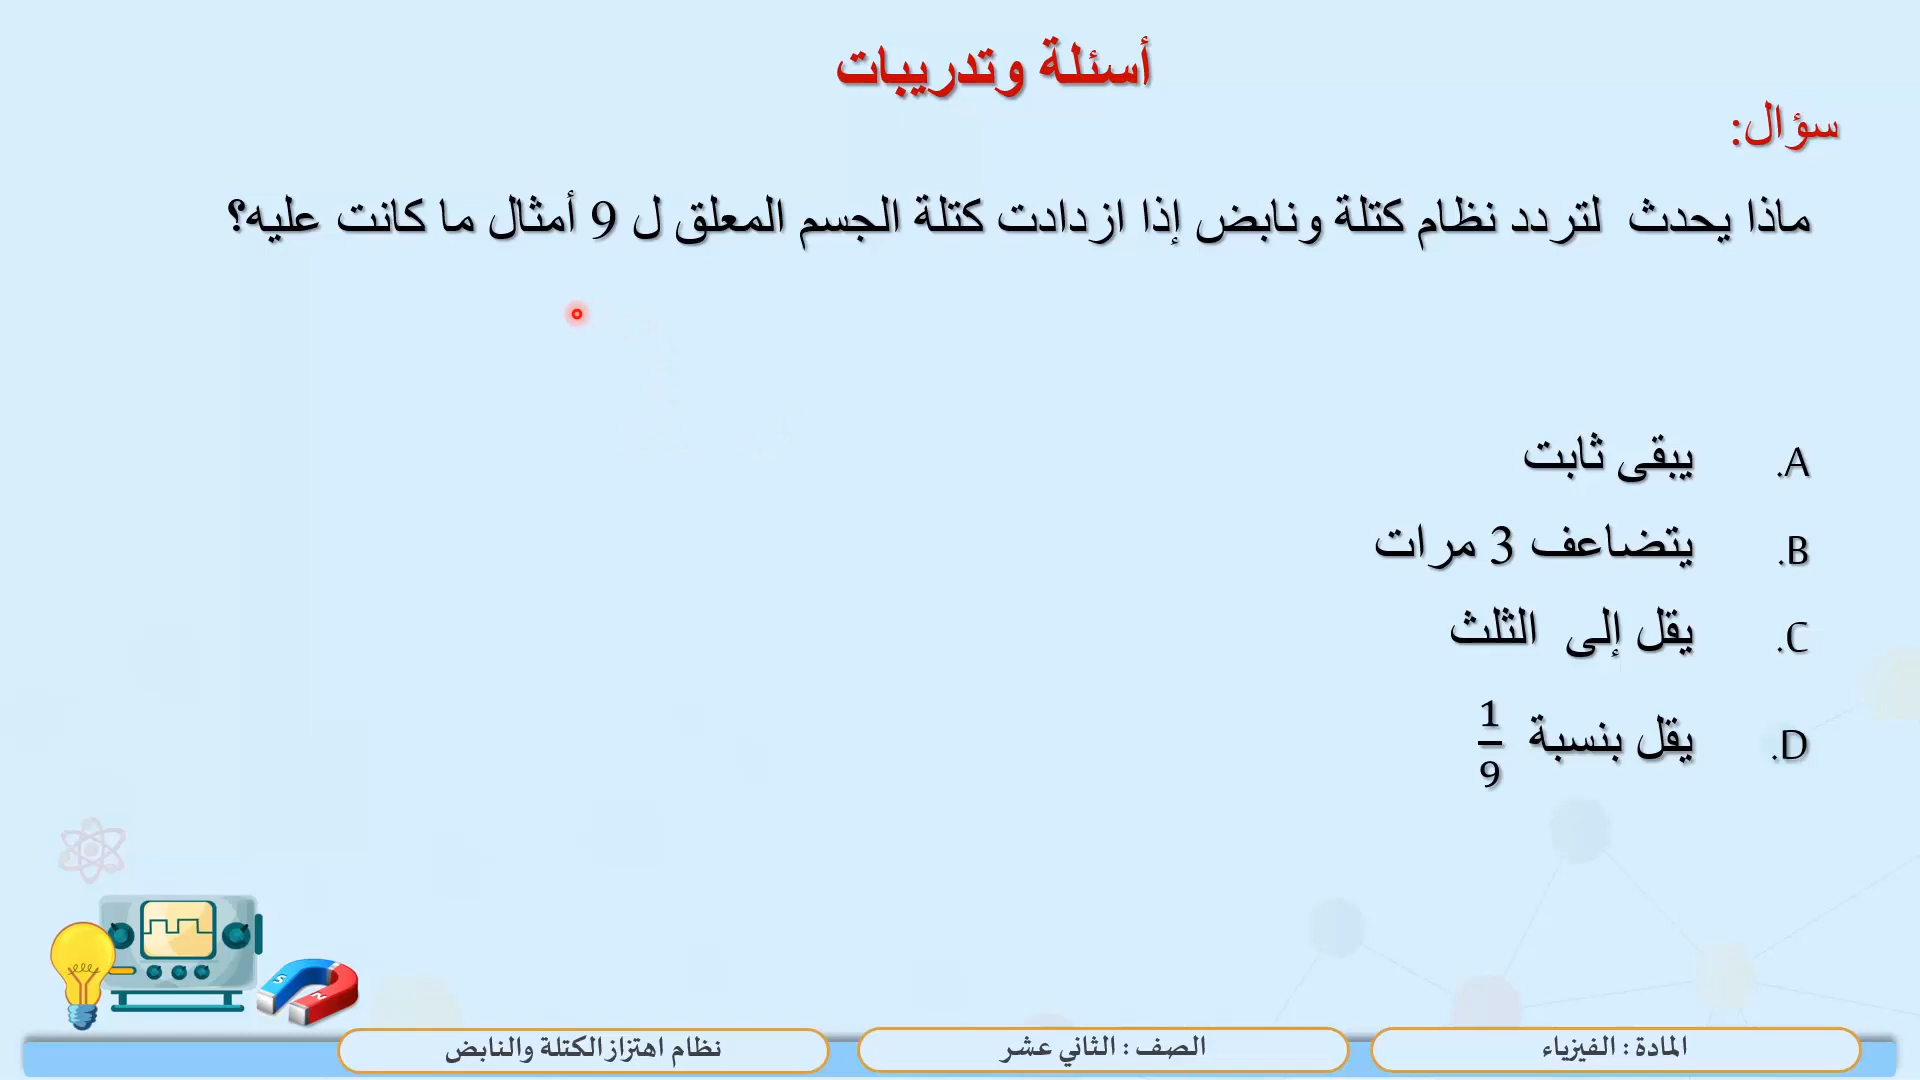 أسئلة وتدريبات
سؤال:
ماذا يحدث لتردد نظام كتلة ونابض إذا ازدادت كتلة الجسم المعلق ل 9 أمثال ما كانت عليه؟
A. يبقى ثابت
B. يتضاعف 3 مرات
C. يقل إلى الثلث
D. يقل بنسبة 1/9
S N
المادة : الفيزياء
الصف : الثاني عشر
نظام اهتزاز الكتلة والنابض